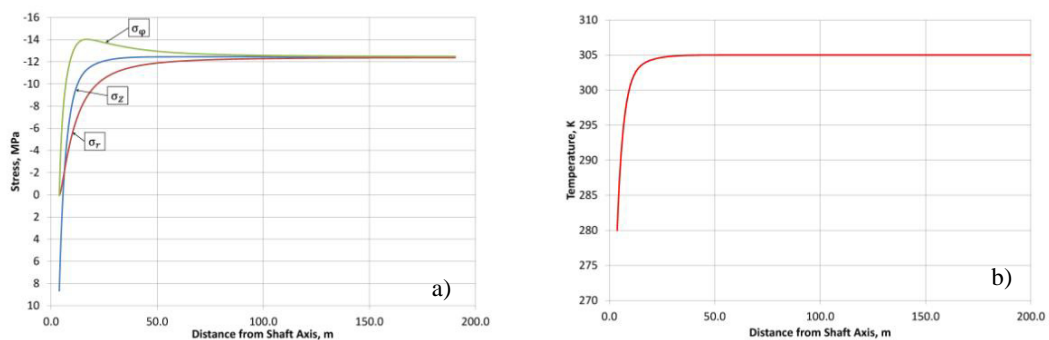 Stress, MPa
-16
-14
-12
-10
-8
-6
-4
-2
0
2
4
6
8
10
σφ
σz
σr
a)
0.0 50.0 100.0 150.0 200.0
Distance from Shaft Axis, m
Temperature, K
310
305
300
295
290
285
280
275
270
b)
0.0 50.0 100.0 150.0 200.0
Distance from Shaft Axis, m